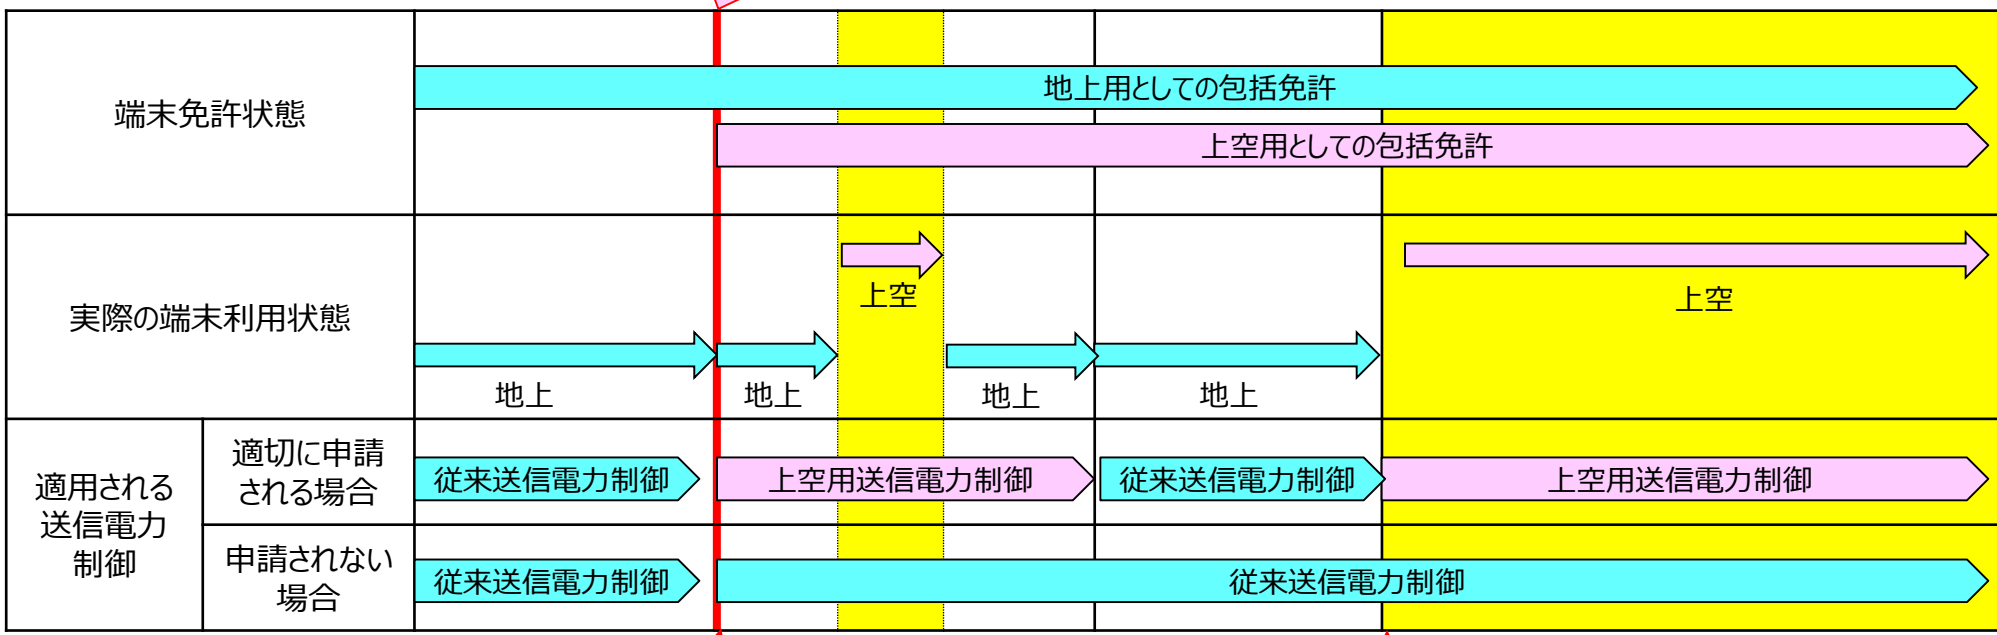 端末免許状態
地上用としての包括免許
上空用としての包括免許
実際の端末利用状態
上空
上空
地上
地上
地上
地上
適用される
送信電力
制御
適切に申請
される場合
従来送信電力制御
上空用送信電力制御
従来送信電力制御
上空用送信電力制御
申請されない
場合
従来送信電力制御
従来送信電力制御